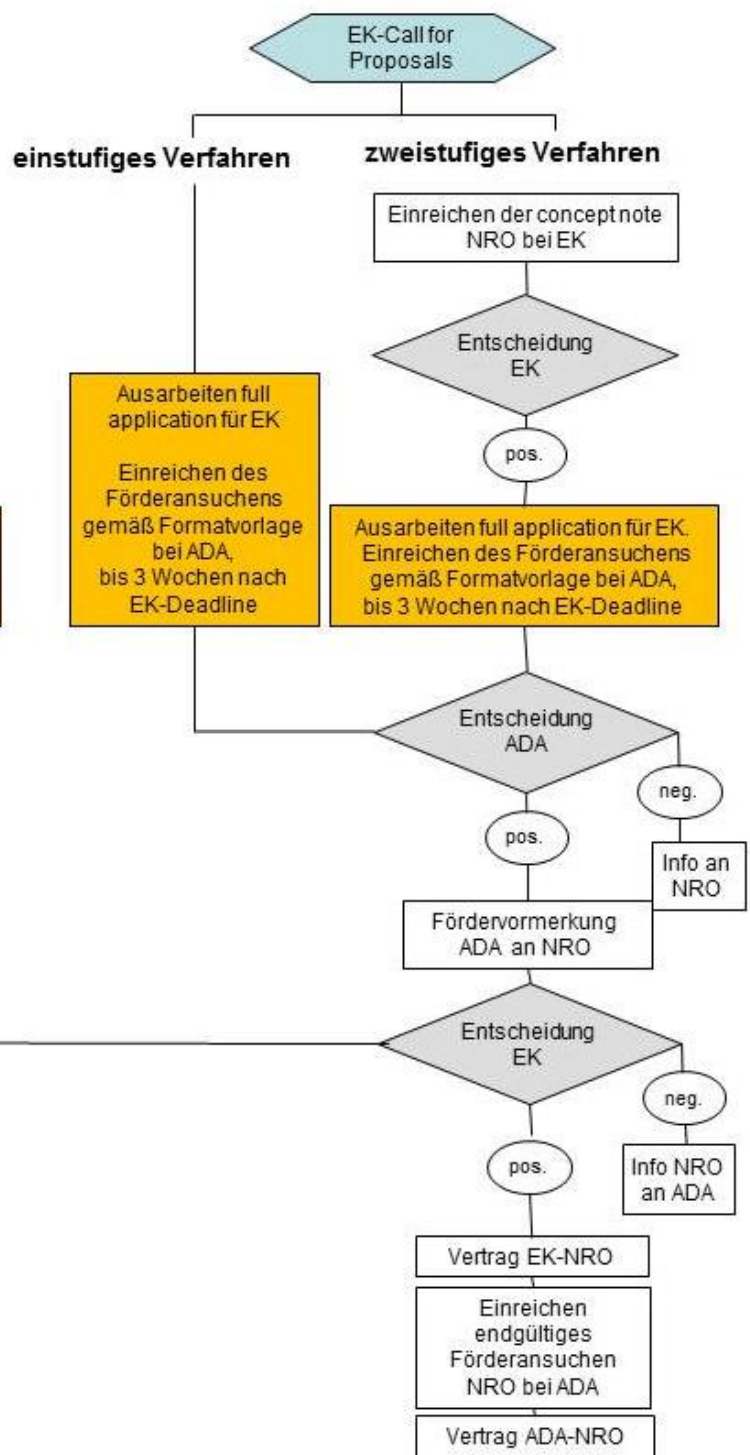 EK-Call for
Proposals
einstufiges Verfahren
zweistufiges Verfahren
Einreichen der concept note
NRO bei EK
Entscheidung
EK
pos.
Ausarbeiten full
application für EK
Einreichen des
Förderansuchens
gemäß Formatvorlage
bei ADA,
bis 3 Wochen nach
EK-Deadline
Ausarbeiten full application für EK.
Einreichen des Förderansuchens
gemäß Formatvorlage bei ADA,
bis 3 Wochen nach EK-Deadline
Entscheidung
ADA
neg.
pos.
Info an
NRO
Fördervormerkung
ADA an NRO
Entscheidung
EK
neg.
pos.
Info NRO
an ADA
Vertrag EK-NRO
Einreichen
endgültiges
Förderansuchen
NRO bei ADA
Vertrag ADA-NRO